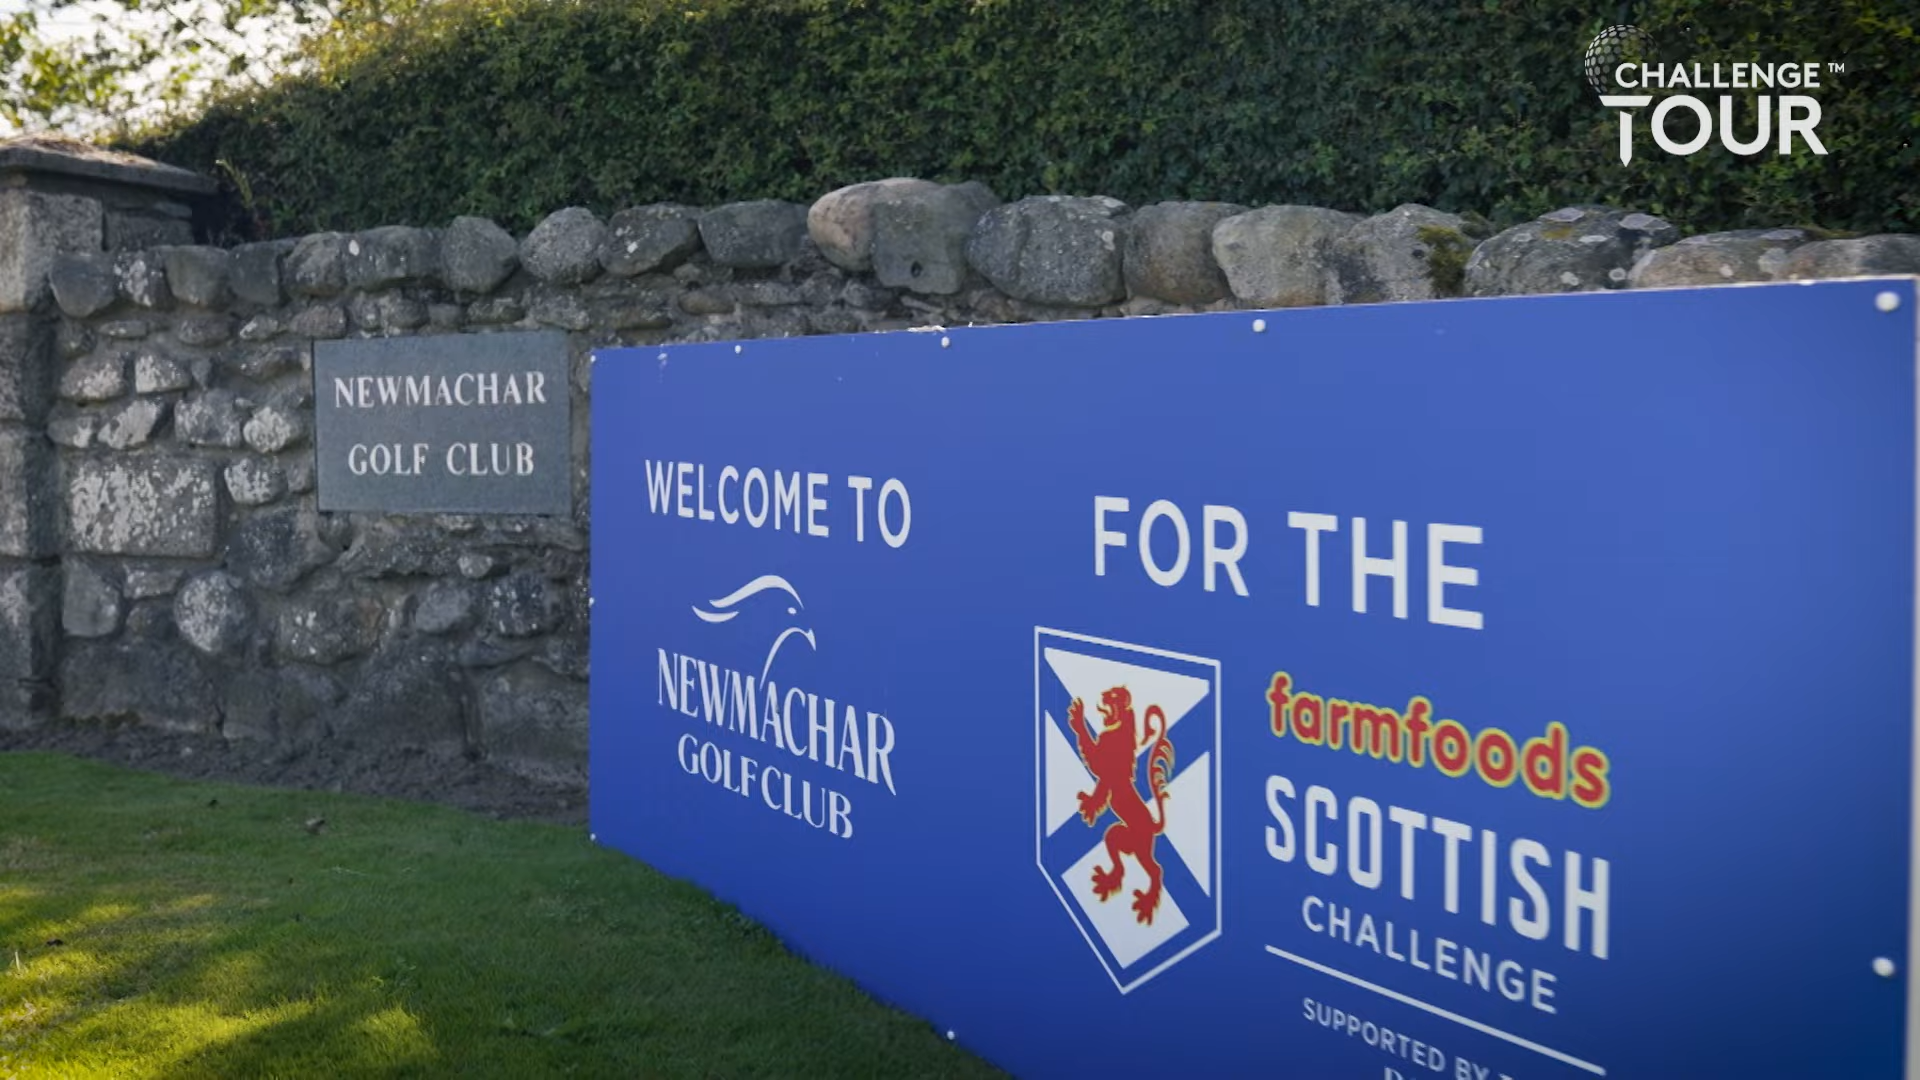 CHALLENGE™
TOUR
NEWMACHAR
GOLF CLUB
WELCOME TO
NEWMACHAR
GOLF CLUB
FOR THE
farmfoods
SCOTTISH
CHALLENGE
SUPPORTED BY